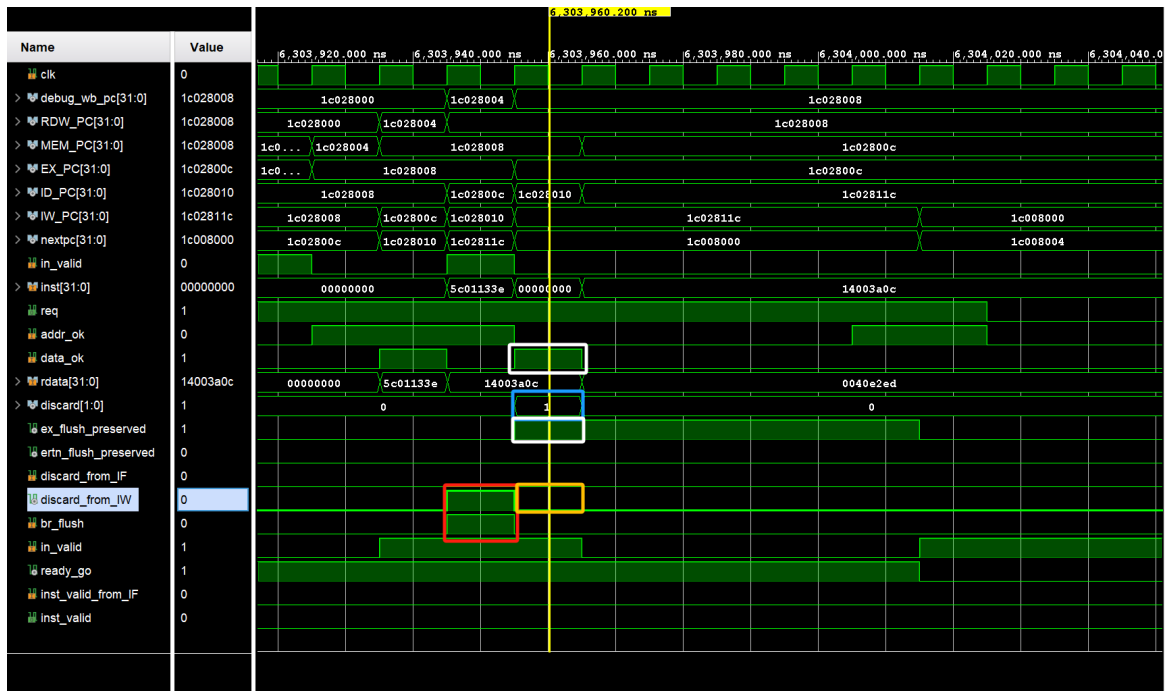 6,303,960.200 ns
Name Value
6,303,920.000 ns 6,303,940.000 ns 6,303,960.000 ns 6,303,980.000 ns 6,304,000.000 ns 6,304,020.000 ns 6,304,040.0
clk 0
debug_wb_pc[31:0] 1c028008 1c028000 1c028004 1c028008
RDW_PC[31:0] 1c028008 1c028000 1c028004 1c028008
MEM_PC[31:0] 1c028008 1c0... 1c028004 1c028008 1c02800c
EX_PC[31:0] 1c02800c 1c0... 1c028008 1c02800c
ID_PC[31:0] 1c028010 1c028008 1c02800c 1c028010 1c02811c
IW_PC[31:0] 1c02811c 1c028008 1c02800c 1c028010 1c02811c 1c008000
nextpc[31:0] 1c008000 1c02800c 1c028010 1c02811c 1c008000 1c008004
in_valid 0
inst[31:0] 00000000 00000000 5c01133e 00000000 14003a0c
req 1
addr_ok 0
data_ok 1
rdata[31:0] 14003a0c 00000000 5c01133e 14003a0c 0040e2ed
discard[1:0] 1 0 1 0
ex_flush_preserved 1
ertn_flush_preserved 0
discard_from_IF 0
discard_from_IW 0
br_flush 0
in_valid 1
ready_go 1
inst_valid_from_IF 0
inst_valid 0